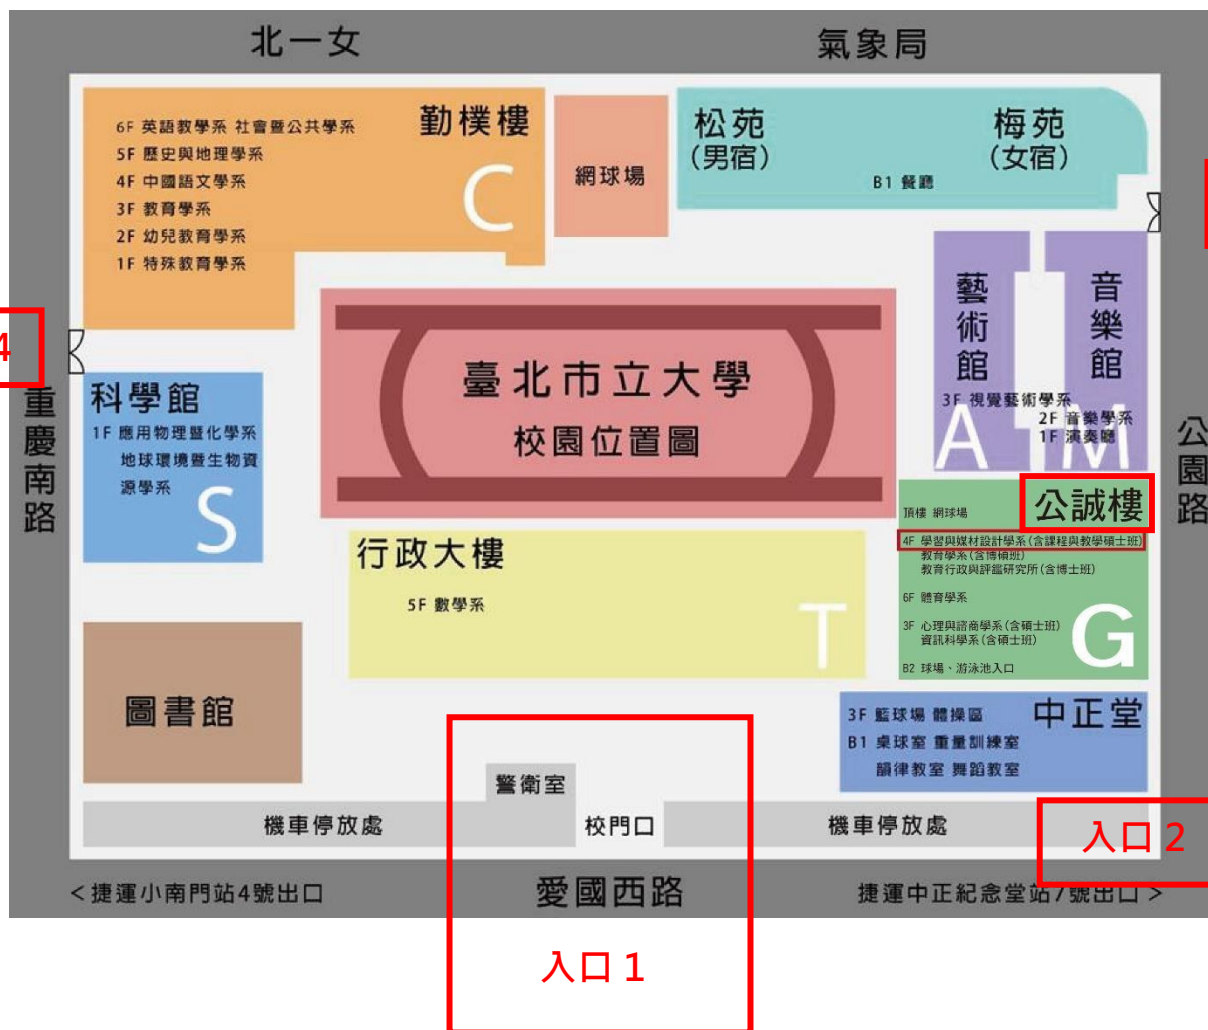 北一女
氣象局
勤樸樓
6F 英語教學系 社會暨公共學系
5F 歷史與地理學系
4F 中國語文學系
3F 教育學系
2F 幼兒教育學系
1F 特殊教育學系
C
網球場
松苑
(男宿)
梅苑
(女宿)
B1 餐廳
藝術館
音樂館
3F 視覺藝術學系
2F 音樂學系
1F 演奏廳
A
M
4
重慶南路
公園路
科學館
1F 應用物理暨化學系
地球環境暨生物資
源學系
S
臺北市立大學
校園位置圖
公誠樓
頂樓 網球場
4F 學習與媒材設計學系(含課程與教學碩士班)
教育學系(含博碩班)
教育行政與評鑑研究所(含博士班)
6F 體育學系
3F 心理與諮商學系(含碩士班)
資訊科學系(含碩士班)
B2 球場、游泳池入口
G
行政大樓
5F 數學系
T
圖書館
中正堂
3F 籃球場 體操區
B1 桌球室 重量訓練室
韻律教室 舞蹈教室
警衛室
機車停放處
校門口
機車停放處
入口 2
<捷運小南門站4號出口
愛國西路
捷運中正紀念堂站7號出口>
入口 1